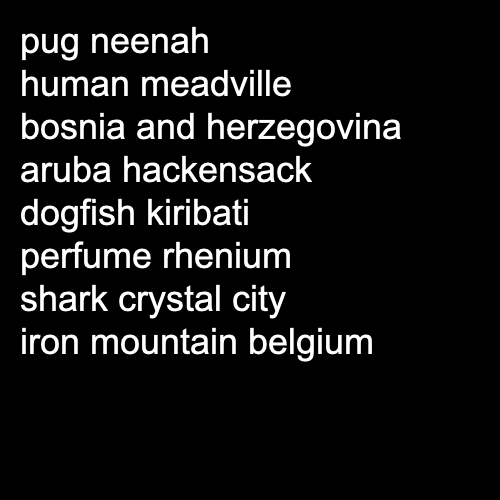 pug neenah
human meadville
bosnia and herzegovina
aruba hackensack
dogfish kiribati
perfume rhenium
shark crystal city
iron mountain belgium